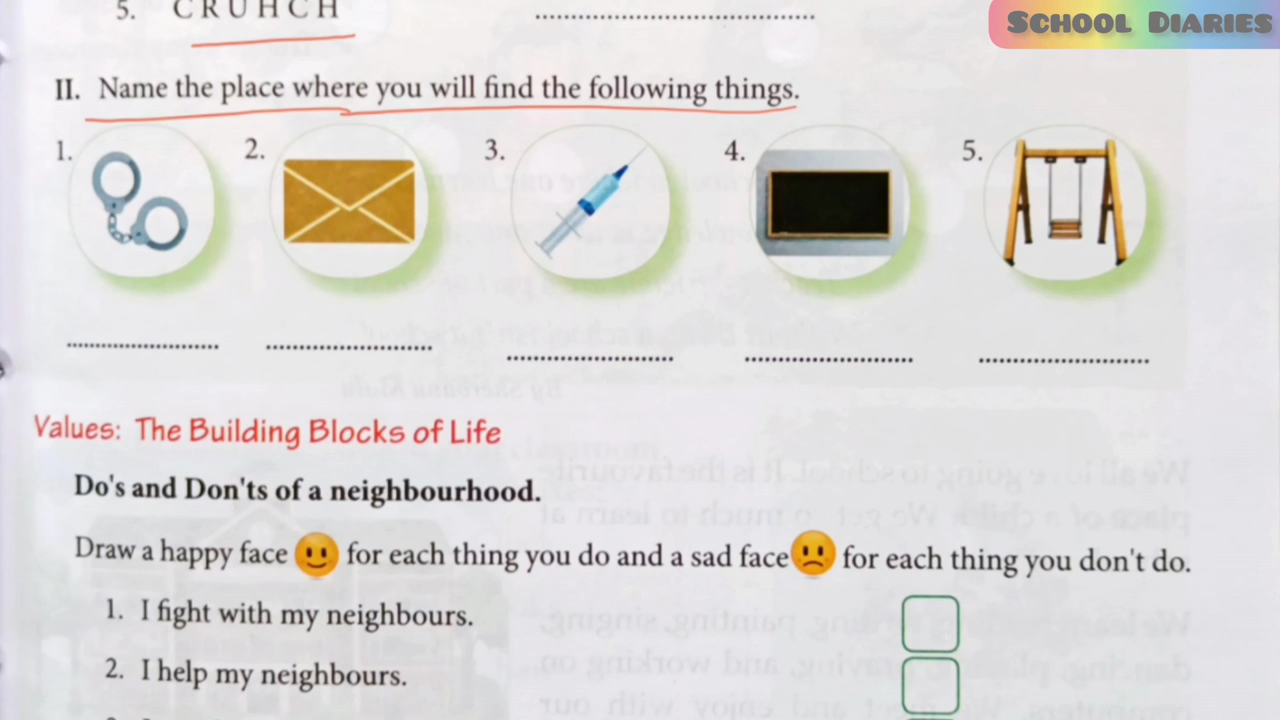 SCHOOL DIARIES
5. CRUHCH ........................................
II. Name the place where you will find the following things.
1. 2. 3. 4. 5.
........................ ........................ ........................ ........................ ........................
Values: The Building Blocks of Life
Do's and Don'ts of a neighbourhood.
Draw a happy face for each thing you do and a sad face for each thing you don't do.
1. I fight with my neighbours.
2. I help my neighbours.